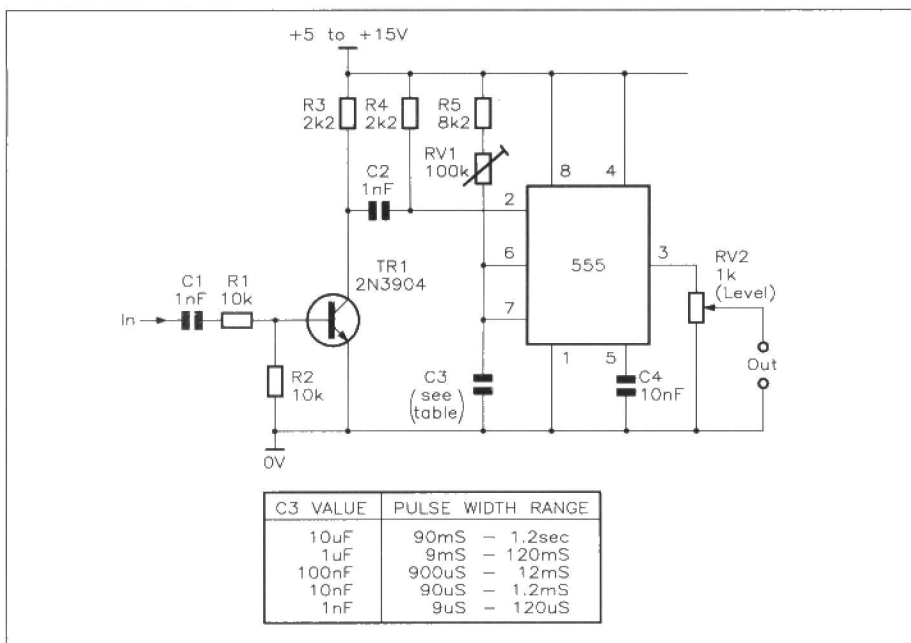 +5 to +15V
R3
2k2
R4
2k2
R5
8k2
RV1
100k
C2
1nF
8
4
2
6
7
555
3
RV2
1k
(Level)
TR1
2N3904
C1
1nF
R1
10k
In
R2
10k
C3
(see
table)
1
5
C4
10nF
Out
0V
C3 VALUE PULSE WIDTH RANGE
10uF 90mS – 1.2sec
1uF 9mS – 120mS
100nF 900uS – 12mS
10nF 90uS – 1.2mS
1nF 9uS – 120uS